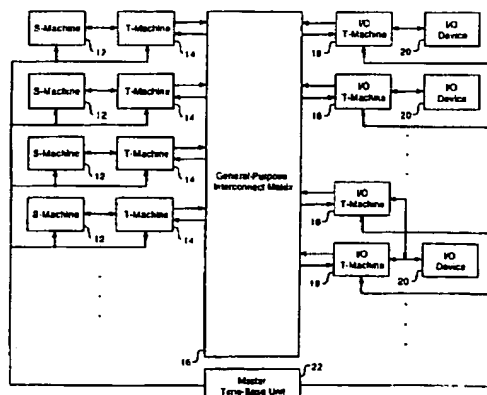 S-Machine
T-Machine
12
14
S-Machine
T-Machine
12
14
S-Machine
T-Machine
12
14
S-Machine
T-Machine
12
14
General-Purpose
Interconnect Matrix
16
I/O
T-Machine
18
I/O
Device
20
I/O
T-Machine
18
I/O
Device
20
I/O
T-Machine
18
I/O
T-Machine
18
I/O
Device
20
Master
Time-Base Unit
22